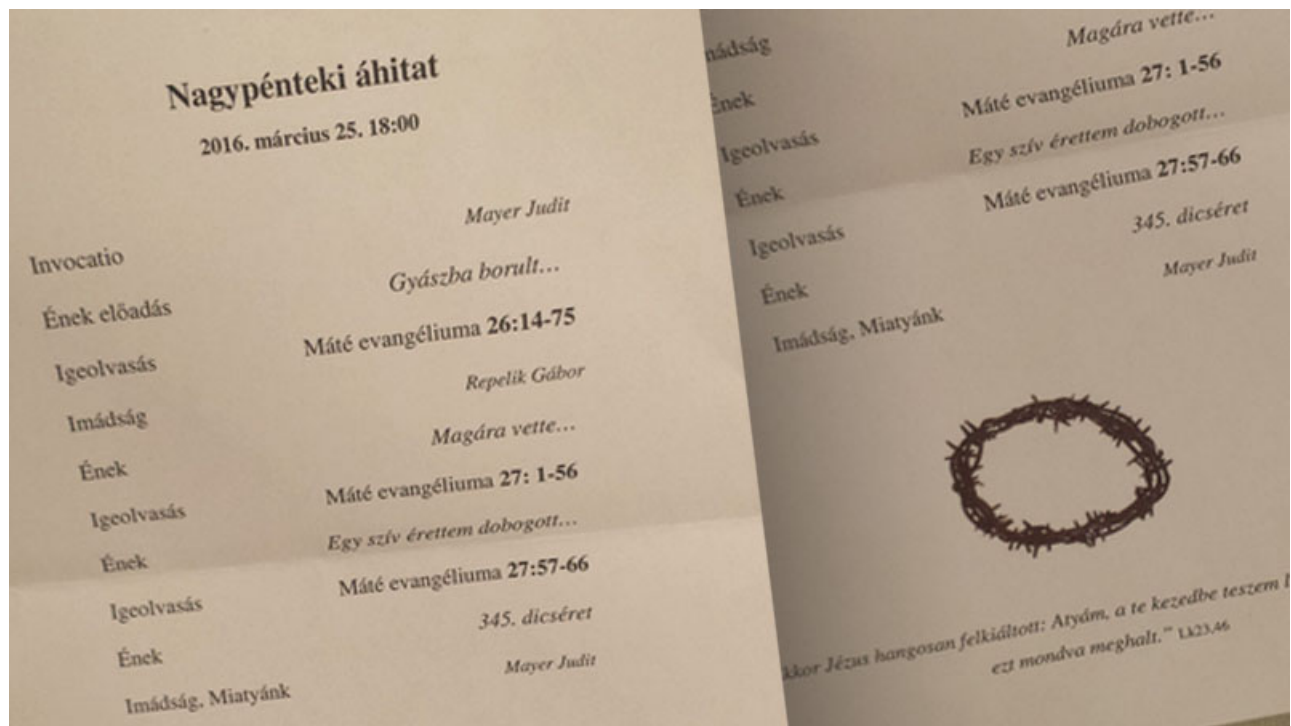 Nagypénteki áhitat
2016. március 25. 18:00
Invocatio Mayer Judit
Ének előadás Gyászba borult...
Igeolvasás Máté evangéliuma 26:14-75
Imádság Repelik Gábor
Ének Magára vette...
Igeolvasás Máté evangéliuma 27: 1-56
Ének Egy szív érettem dobogott...
Igeolvasás Máté evangéliuma 27:57-66
Ének 345. dicséret
Imádság, Miatyánk Mayer Judit
mádság Magára vette...
Ének Máté evangéliuma 27: 1-56
Igeolvasás Egy szív érettem dobogott...
Ének Máté evangéliuma 27:57-66
Igeolvasás 345. dicséret
Ének Mayer Judit
Imádság, Miatyánk
kkor Jézus hangosan felkiáltott: Atyám, a te kezedbe teszem
ezt mondva meghalt.” Lk23,46